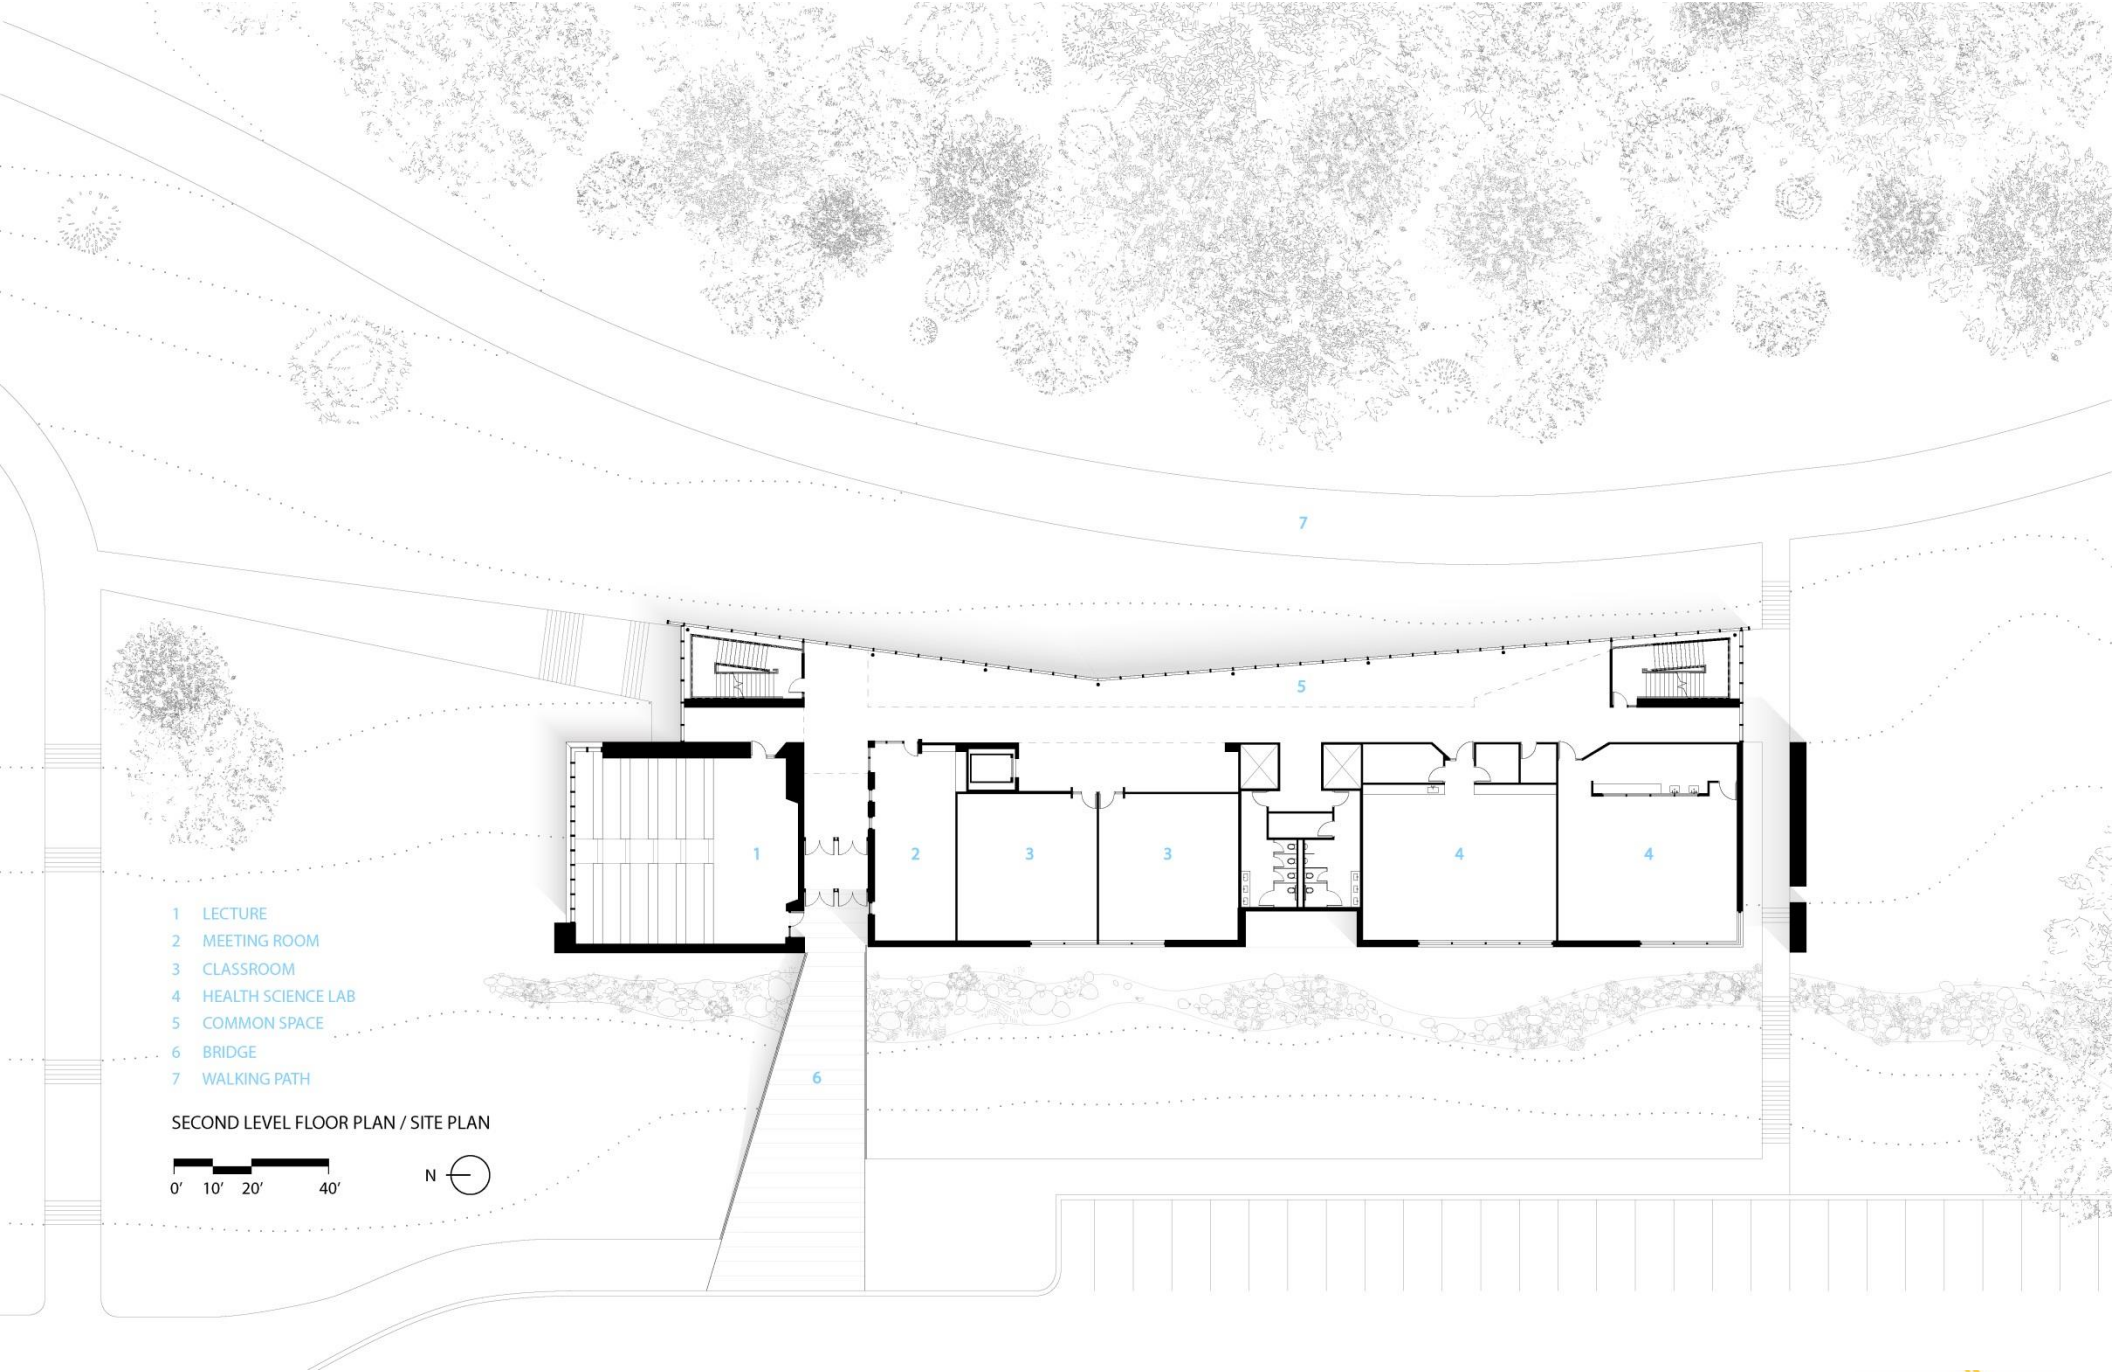 7
5
1
2
3
3
4
4
1 LECTURE
2 MEETING ROOM
3 CLASSROOM
4 HEALTH SCIENCE LAB
5 COMMON SPACE
6 BRIDGE
7 WALKING PATH
6
SECOND LEVEL FLOOR PLAN / SITE PLAN
N
0' 10' 20' 40'